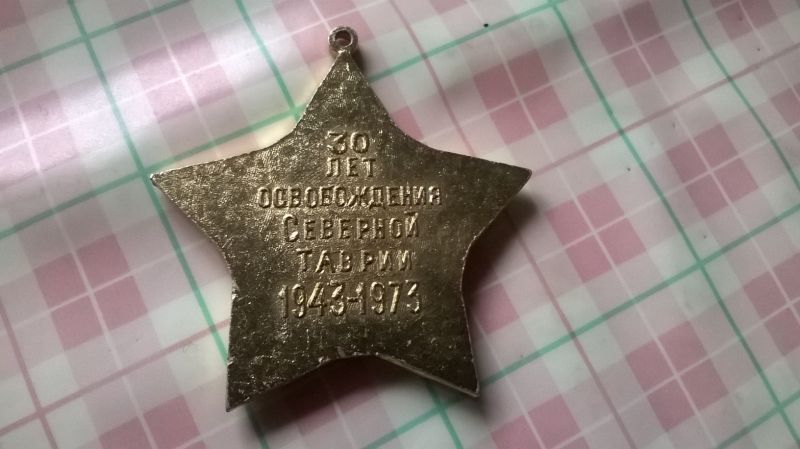 30
ЛЕТ
ОСВОБОЖДЕНИЯ
СЕВЕРНОЙ
ТАВРИИ
1943-1973